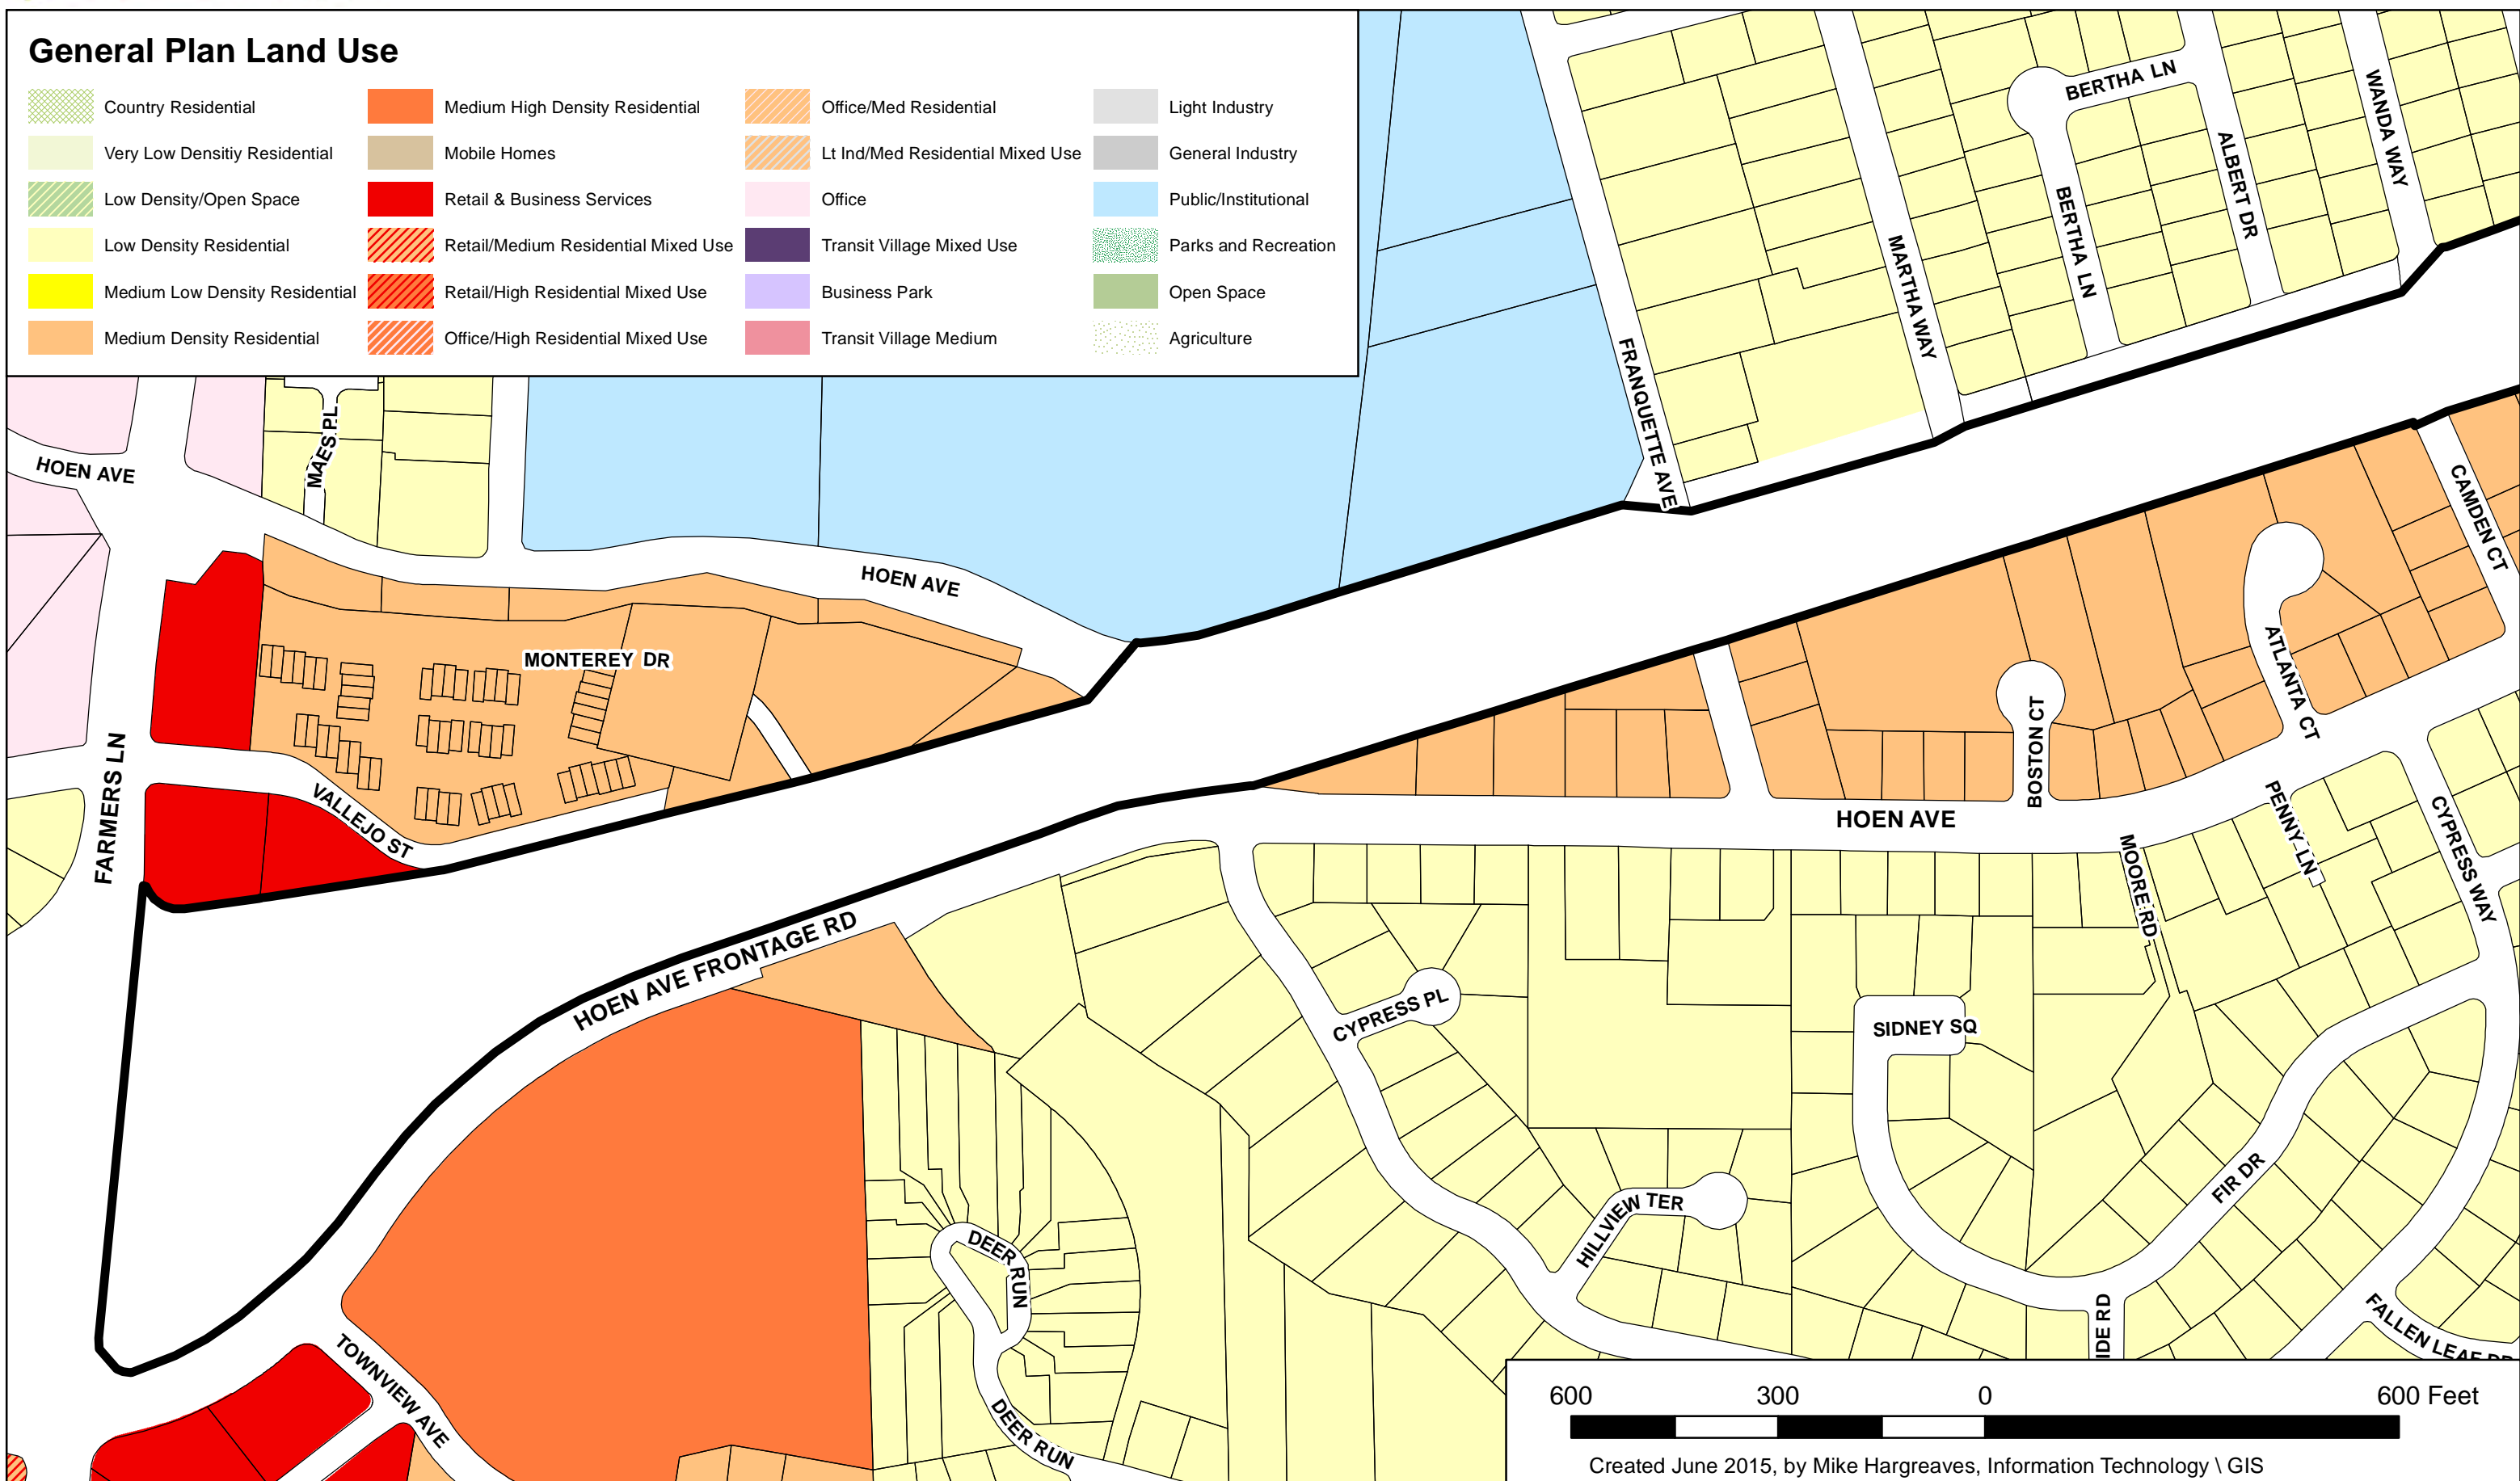 General Plan Land Use
Country Residential
Very Low Densitiy Residential
Low Density/Open Space
Low Density Residential
Medium Low Density Residential
Medium Density Residential
Medium High Density Residential
Mobile Homes
Retail & Business Services
Retail/Medium Residential Mixed Use
Retail/High Residential Mixed Use
Office/High Residential Mixed Use
Office/Med Residential
Lt Ind/Med Residential Mixed Use
Office
Transit Village Mixed Use
Business Park
Transit Village Medium
Light Industry
General Industry
Public/Institutional
Parks and Recreation
Open Space
Agriculture
BERTHA LN
WANDA WAY
ALBERT DR
BERTHA LN
MARTHA WAY
FRANQUETTE AVE
MAES PL
HOEN AVE
HOEN AVE
CAMDEN CT
MONTEREY DR
ATLANTA CT
BOSTON CT
FARMERS LN
VALLEJO ST
HOEN AVE
PENNY LN
CYPRESS WAY
MOORE RD
HOEN AVE FRONTAGE RD
CYPRESS PL
SIDNEY SQ
FIR DR
HILLVIEW TER
DEER RUN
IDE RD
FALLEN LEAF DR
TOWNVIEW AVE
DEER RUN
600 300 0 600 Feet
Created June 2015, by Mike Hargreaves, Information Technology \ GIS